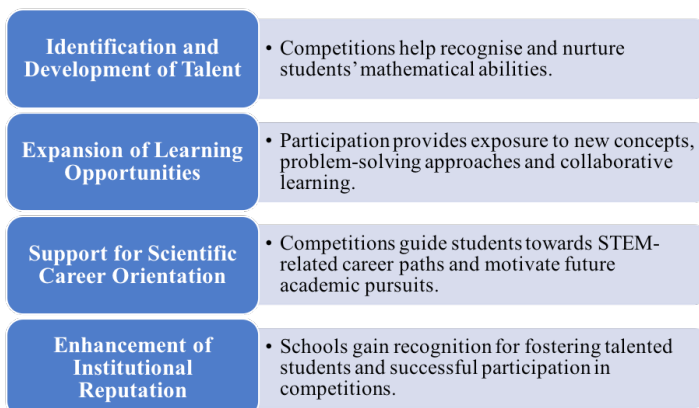 Identification and
Development of Talent
• Competitions help recognise and nurture
students' mathematical abilities.
Expansion of Learning
Opportunities
• Participation provides exposure to new concepts,
problem-solving approaches and collaborative
learning.
Support for Scientific
Career Orientation
• Competitions guide students towards STEM-
related career paths and motivate future
academic pursuits.
Enhancement of
Institutional
Reputation
• Schools gain recognition for fostering talented
students and successful participation in
competitions.